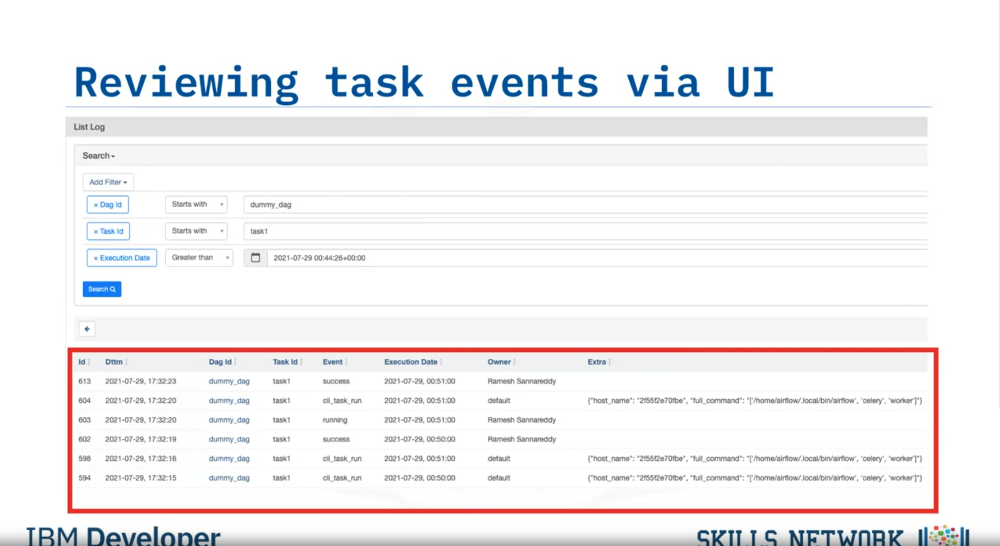 Reviewing task events via UI
List Log
Search
Add Filter
× Dag Id Starts with dummy_dag
× Task Id Starts with task1
× Execution Date Greater than 2021-07-29 00:44:26+00:00
Search
Id Dttm Dag Id Task Id Event Execution Date Owner Extra
613 2021-07-29, 17:32:23 dummy_dag task1 success 2021-07-29, 00:51:00 Ramesh Sannareddy
604 2021-07-29, 17:32:20 dummy_dag task1 cli_task_run 2021-07-29, 00:51:00 default {"host_name": "2f55f2e70fbe", "full_command": "['/home/airflow/.local/bin/airflow', 'celery', 'worker']"}
603 2021-07-29, 17:32:20 dummy_dag task1 running 2021-07-29, 00:51:00 Ramesh Sannareddy
602 2021-07-29, 17:32:19 dummy_dag task1 success 2021-07-29, 00:50:00 Ramesh Sannareddy
598 2021-07-29, 17:32:16 dummy_dag task1 cli_task_run 2021-07-29, 00:51:00 default {"host_name": "2f55f2e70fbe", "full_command": "['/home/airflow/.local/bin/airflow', 'celery', 'worker']"}
594 2021-07-29, 17:32:15 dummy_dag task1 cli_task_run 2021-07-29, 00:50:00 default {"host_name": "2f55f2e70fbe", "full_command": "['/home/airflow/.local/bin/airflow', 'celery', 'worker']"}
IBM Developer
SKILLS NETWORK